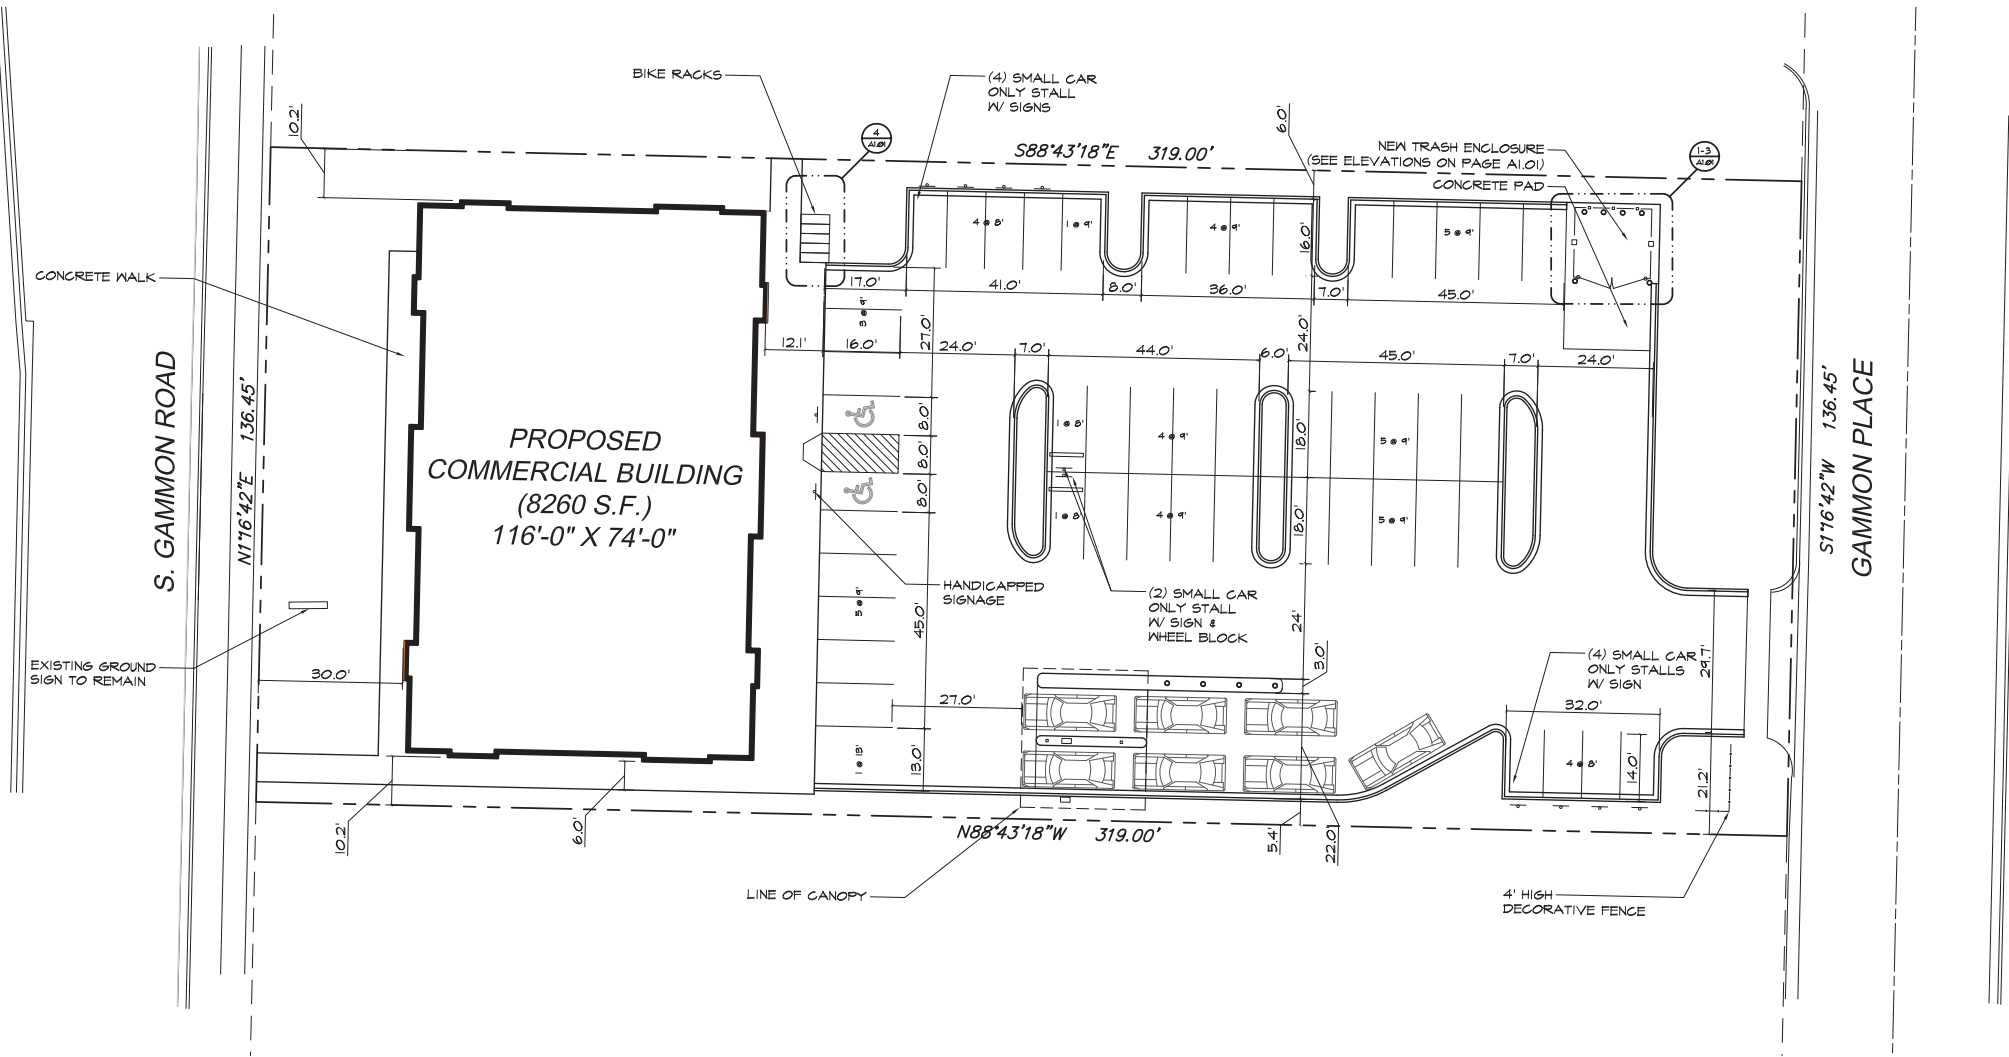 BIKE RACKS
(4) SMALL CAR
ONLY STALL
W/ SIGNS
4
A1.01
10.2'
6.0'
S88°43'18"E 319.00'
NEW TRASH ENCLOSURE
(SEE ELEVATIONS ON PAGE A1.01)
CONCRETE PAD
1-3
A1.01
4 @ 8'
1 @ 9'
4 @ 9'
5 @ 9'
16.0'
CONCRETE WALK
17.0'
41.0'
8.0'
36.0'
7.0'
45.0'
3 @ 9'
27.0'
24.0'
12.1'
16.0'
24.0'
7.0'
44.0'
6.0'
45.0'
7.0'
24.0'
S. GAMMON ROAD
N1°16'42"E 136.45'
PROPOSED
COMMERCIAL BUILDING
(8260 S.F.)
116'-0" X 74'-0"
8.0'
8.0'
8.0'
1 @ 8'
4 @ 9'
18.0'
5 @ 9'
1 @ 8'
4 @ 9'
18.0'
5 @ 9'
S1°16'42"W 136.45'
GAMMON PLACE
HANDICAPPED
SIGNAGE
(2) SMALL CAR
ONLY STALL
W/ SIGN &
WHEEL BLOCK
5 @ 9'
45.0'
24'
3.0'
EXISTING GROUND
SIGN TO REMAIN
30.0'
27.0'
(4) SMALL CAR
ONLY STALLS
W/ SIGN
29.7'
32.0'
1 @ 13'
13.0'
4 @ 8'
14.0'
21.2'
10.2'
6.0'
N88°43'18"W 319.00'
5.4'
22.0'
LINE OF CANOPY
4' HIGH
DECORATIVE FENCE